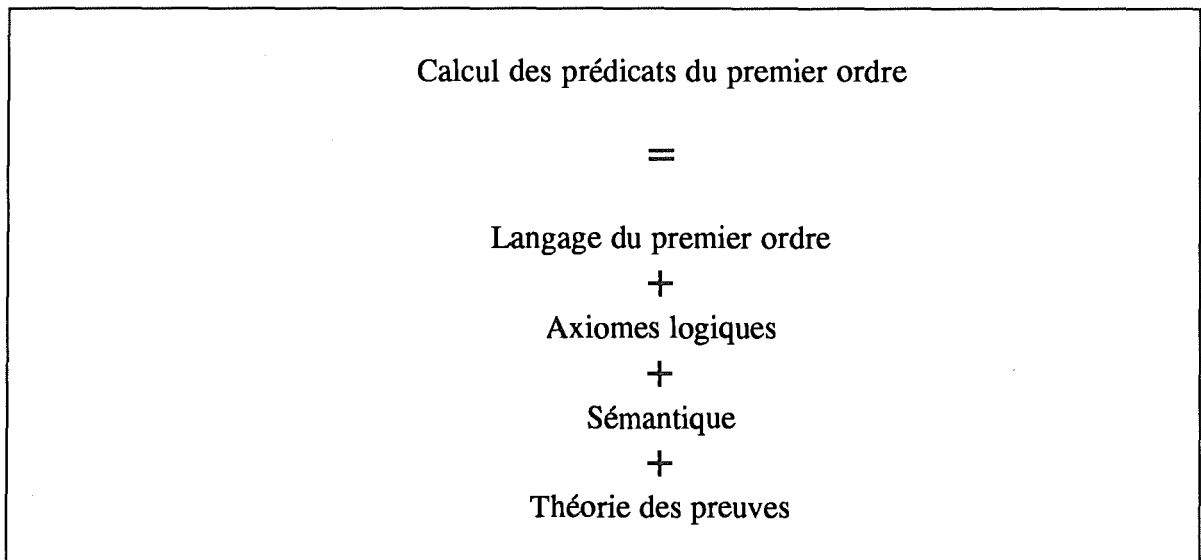 Calcul des prédicats du premier ordre
=
Langage du premier ordre
+
Axiomes logiques
+
Sémantique
+
Théorie des preuves